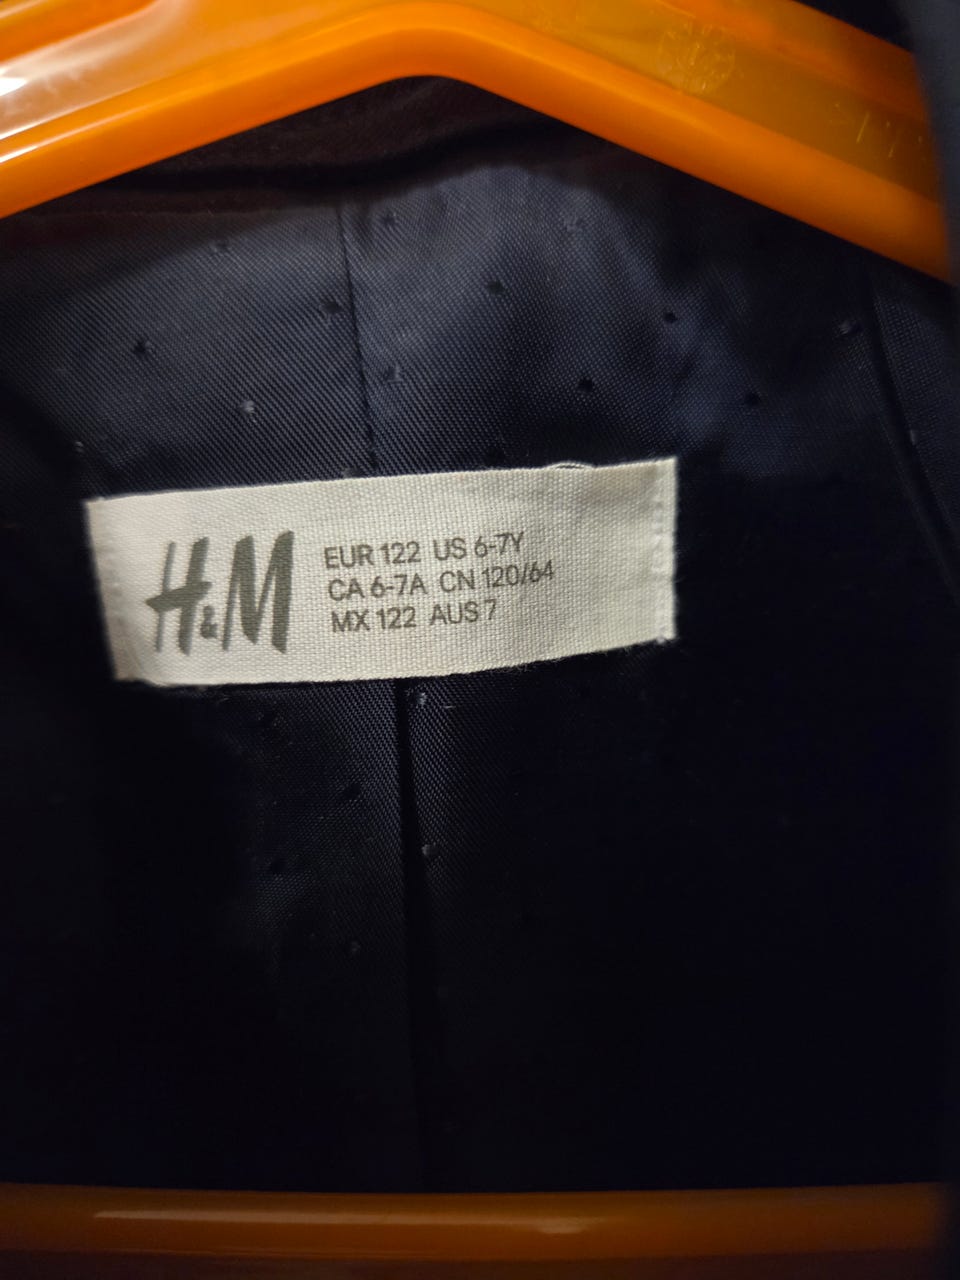 H&M
EUR 122 US 6-7Y
CA 6-7A CN 120/64
MX 122 AUS 7